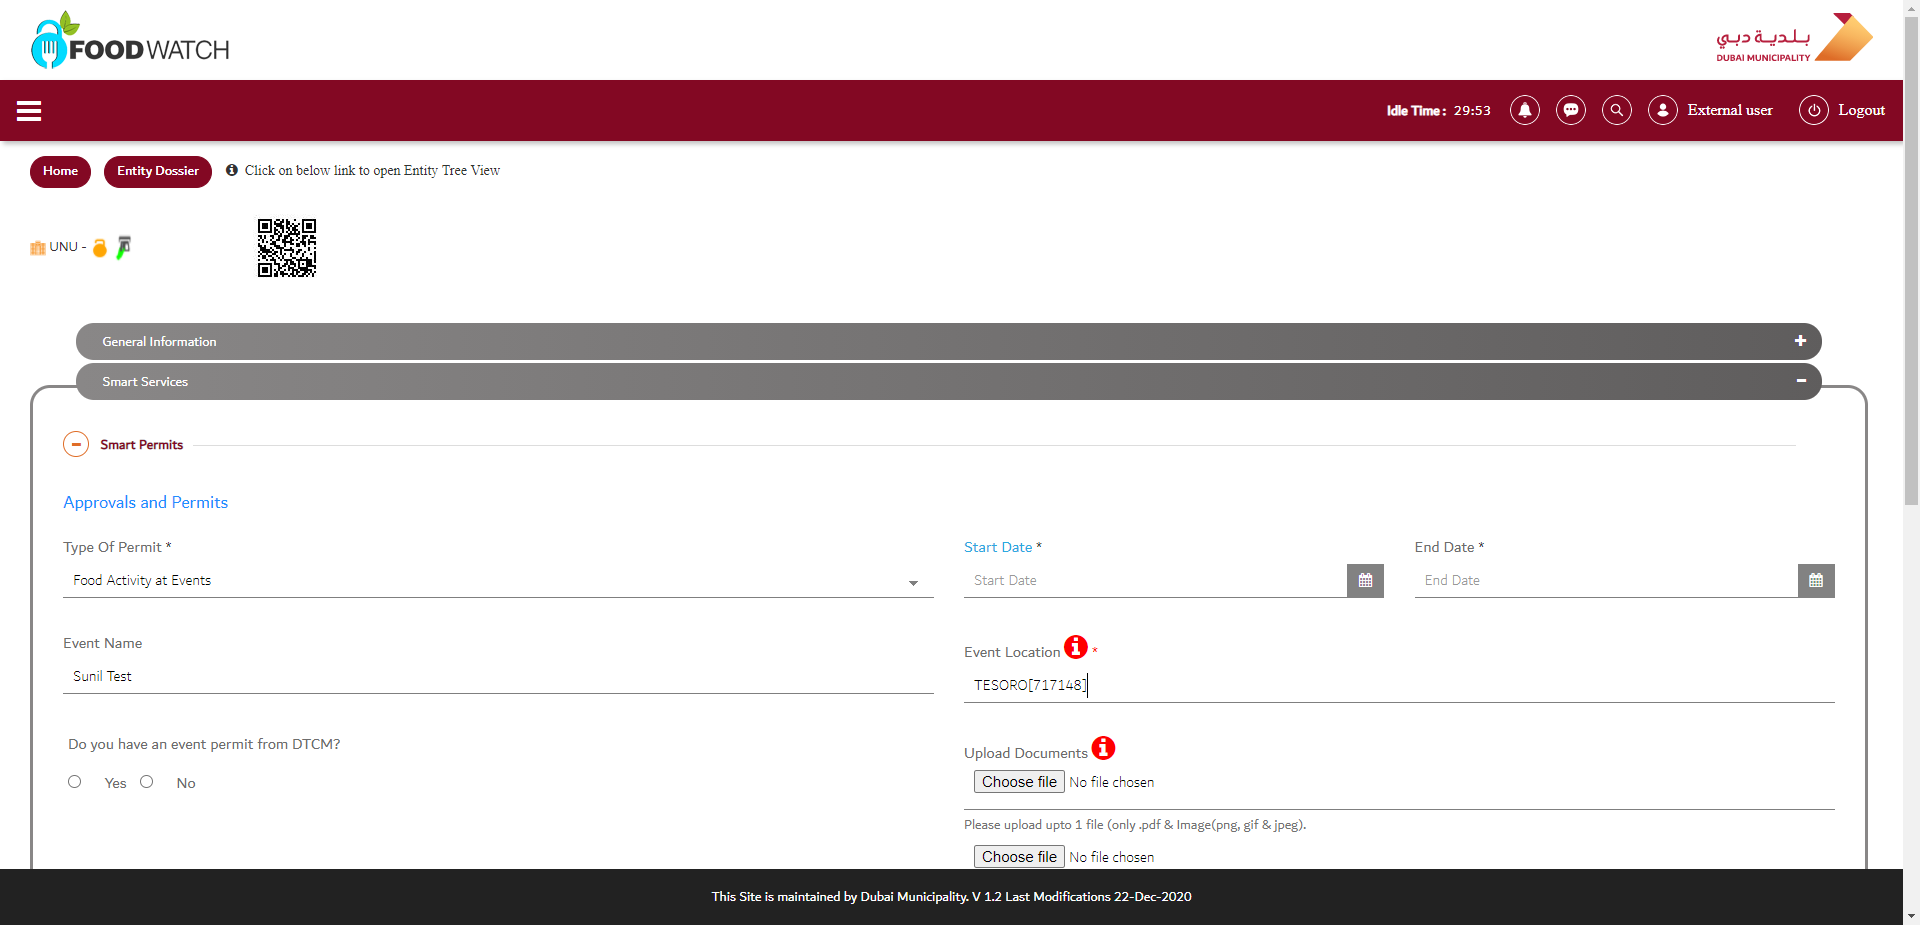 FOODWATCH
بلدية دبي
DUBAI MUNICIPALITY
Idle Time : 29:53
External user
Logout
Home
Entity Dossier
Click on below link to open Entity Tree View
UNU -
General Information
Smart Services
Smart Permits
Approvals and Permits
Type Of Permit *
Start Date *
End Date *
Food Activity at Events
Start Date
End Date
Event Name
Event Location *
Sunil Test
TESORO[717148]
Do you have an event permit from DTCM?
Upload Documents
Yes
No
Choose file No file chosen
Please upload upto 1 file (only .pdf & Image(png, gif & jpeg).
Choose file No file chosen
This Site is maintained by Dubai Municipality. V 1.2 Last Modifications 22-Dec-2020